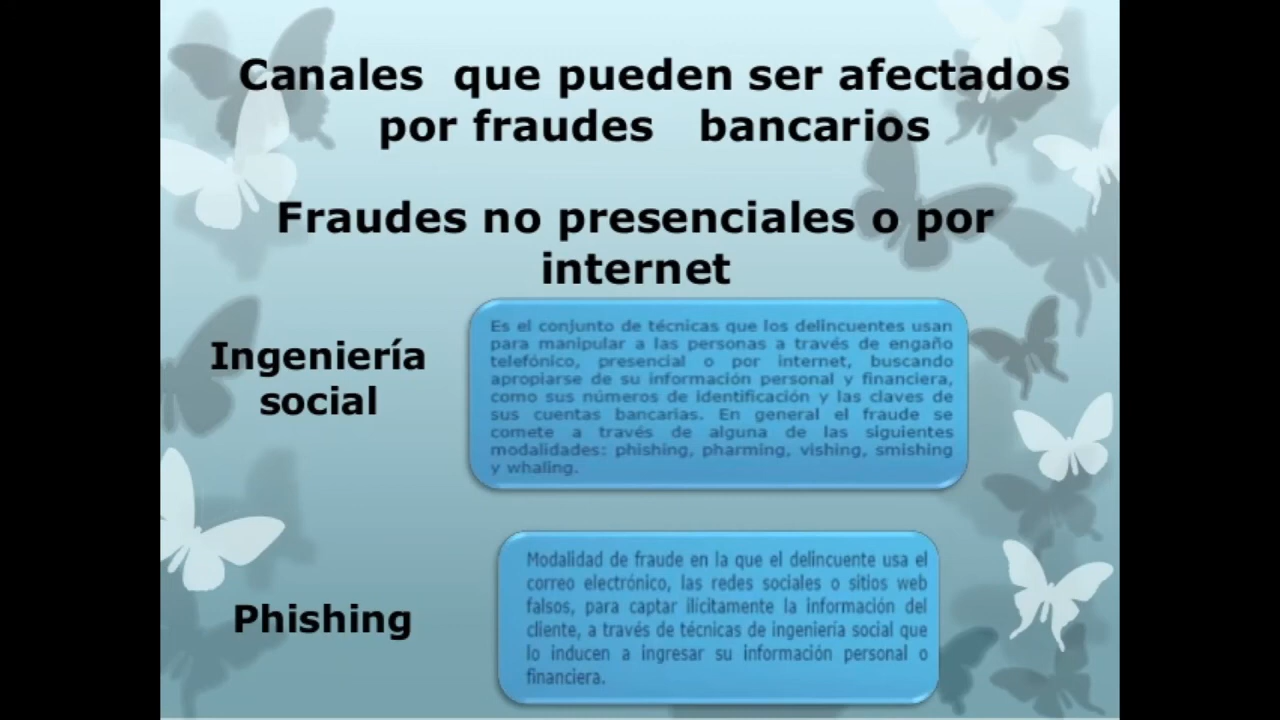 Canales que pueden ser afectados
por fraudes bancarios
Fraudes no presenciales o por
internet
Ingeniería
social
Es el conjunto de técnicas que los delincuentes usan
para manipular a las personas a través de engaño
telefónico, presencial o por internet, buscando
apropiarse de su información personal y financiera,
como sus números de identificación y las claves de
sus cuentas bancarias. En general el fraude se
comete a través de alguna de las siguientes
modalidades: phishing, pharming, vishing, smishing
y whaling.
Phishing
Modalidad de fraude en la que el delincuente usa el
correo electrónico, las redes sociales o sitios web
falsos, para captar ilícitamente la información del
cliente, a través de técnicas de ingeniería social que
lo inducen a ingresar su información personal o
financiera.